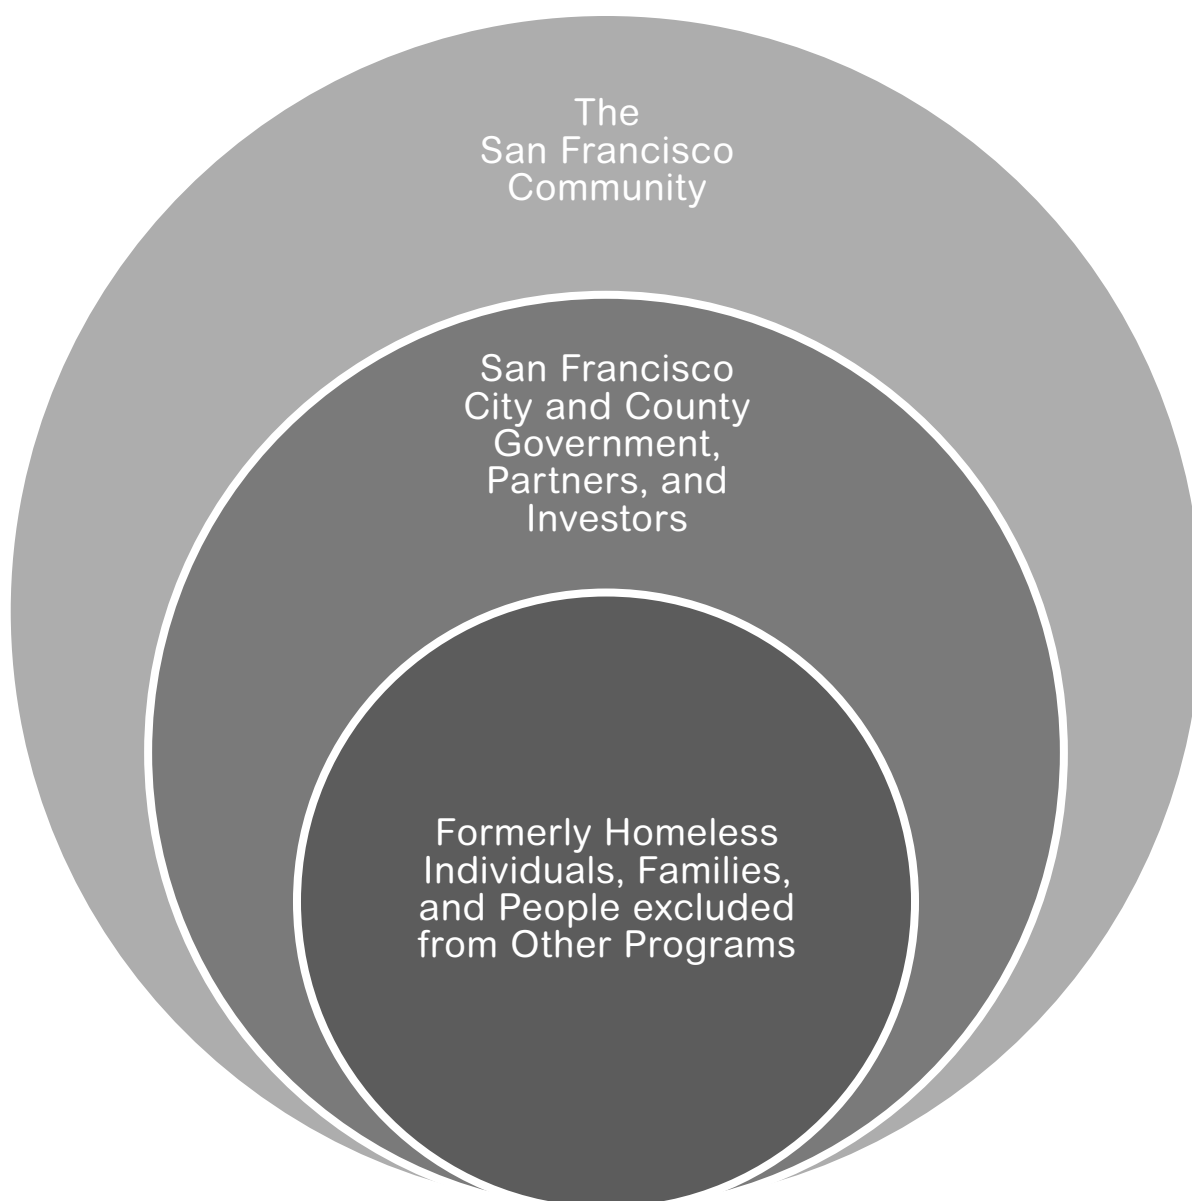 The
San Francisco
Community
San Francisco
City and County
Government,
Partners, and
Investors
Formerly Homeless
Individuals, Families,
and People excluded
from Other Programs